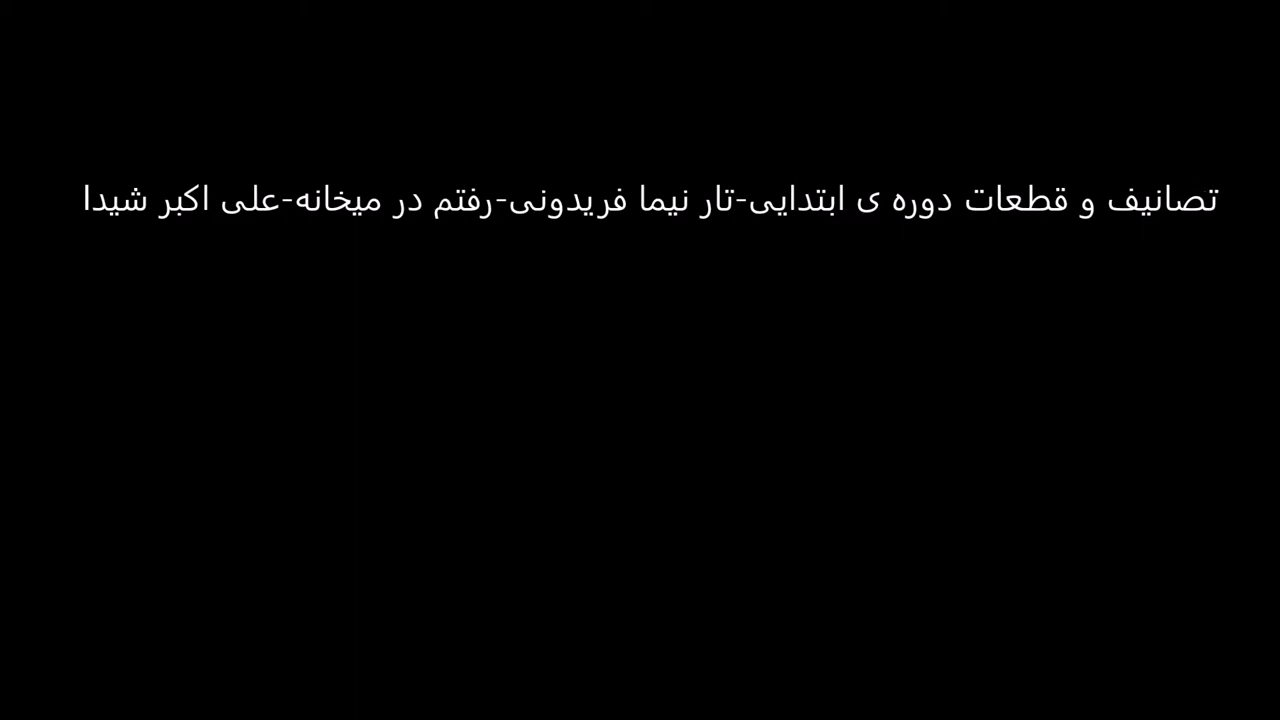 تصانیف و قطعات دوره ی ابتدایی-تار نیما فریدونی-رفتم در میخانه-علی اکبر شیدا